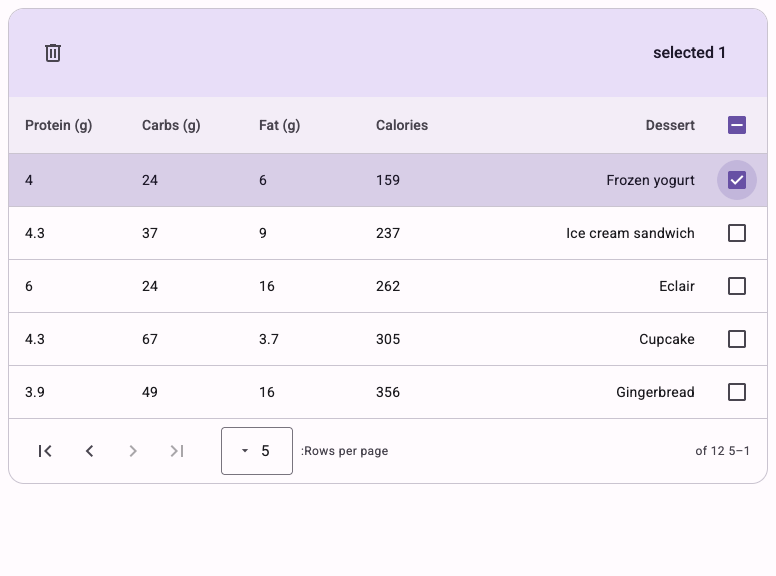 selected 1
Protein (g) Carbs (g) Fat (g) Calories Dessert
4 24 6 159 Frozen yogurt
4.3 37 9 237 Ice cream sandwich
6 24 16 262 Eclair
4.3 67 3.7 305 Cupcake
3.9 49 16 356 Gingerbread
5 :Rows per page of 12 5–1